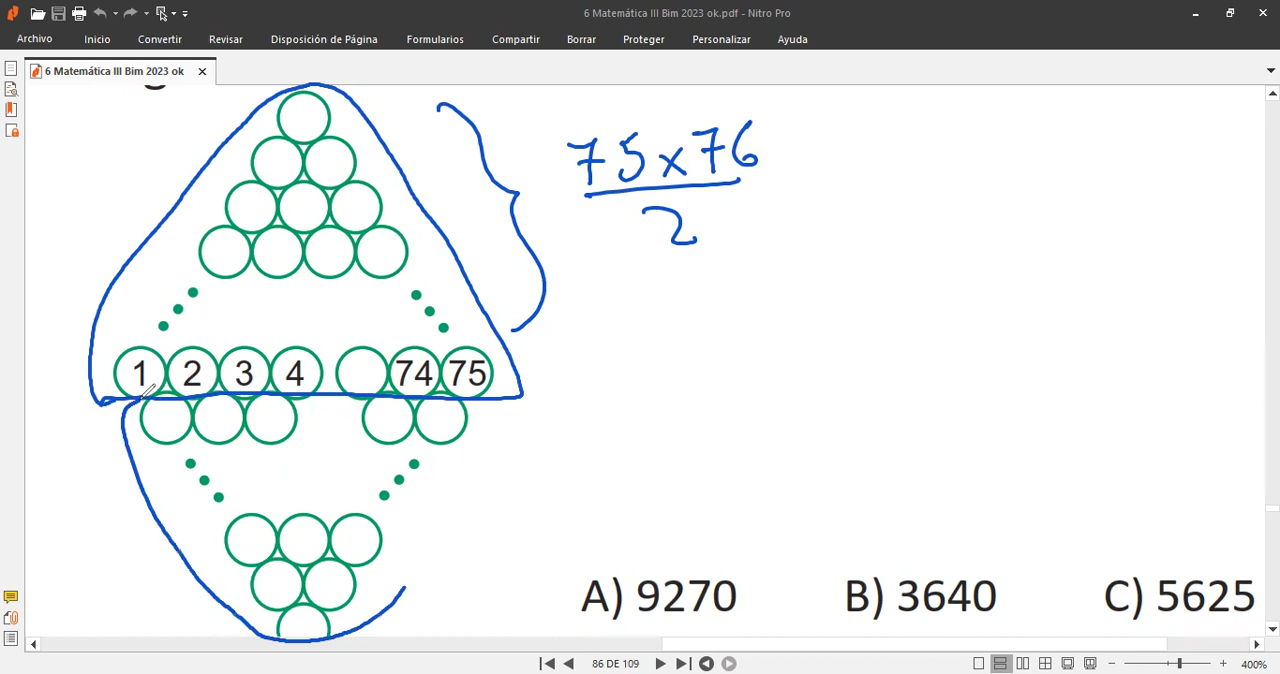 6 Matemática III Bim 2023 ok.pdf - Nitro Pro
Archivo Inicio Convertir Revisar Disposición de Página Formularios Compartir Borrar Proteger Personalizar Ayuda
6 Matemática III Bim 2023 ok
75x76
2
1 2 3 4 74 75
A) 9270 B) 3640 C) 5625
86 DE 109
400%